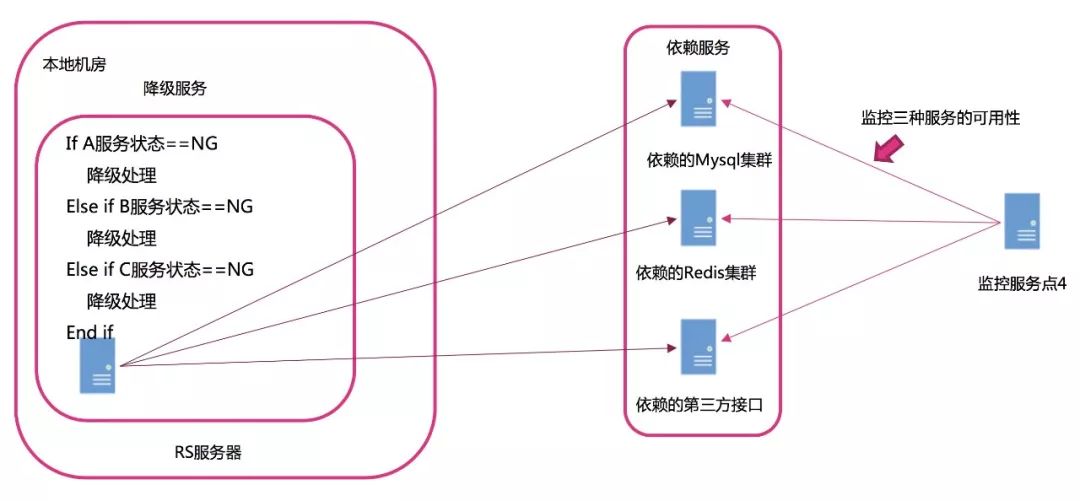 本地机房
降级服务
If A服务状态==NG
降级处理
Else if B服务状态==NG
降级处理
Else if C服务状态==NG
降级处理
End if
RS服务器
依赖服务
依赖的Mysql集群
依赖的Redis集群
依赖的第三方接口
监控三种服务的可用性
监控服务点4